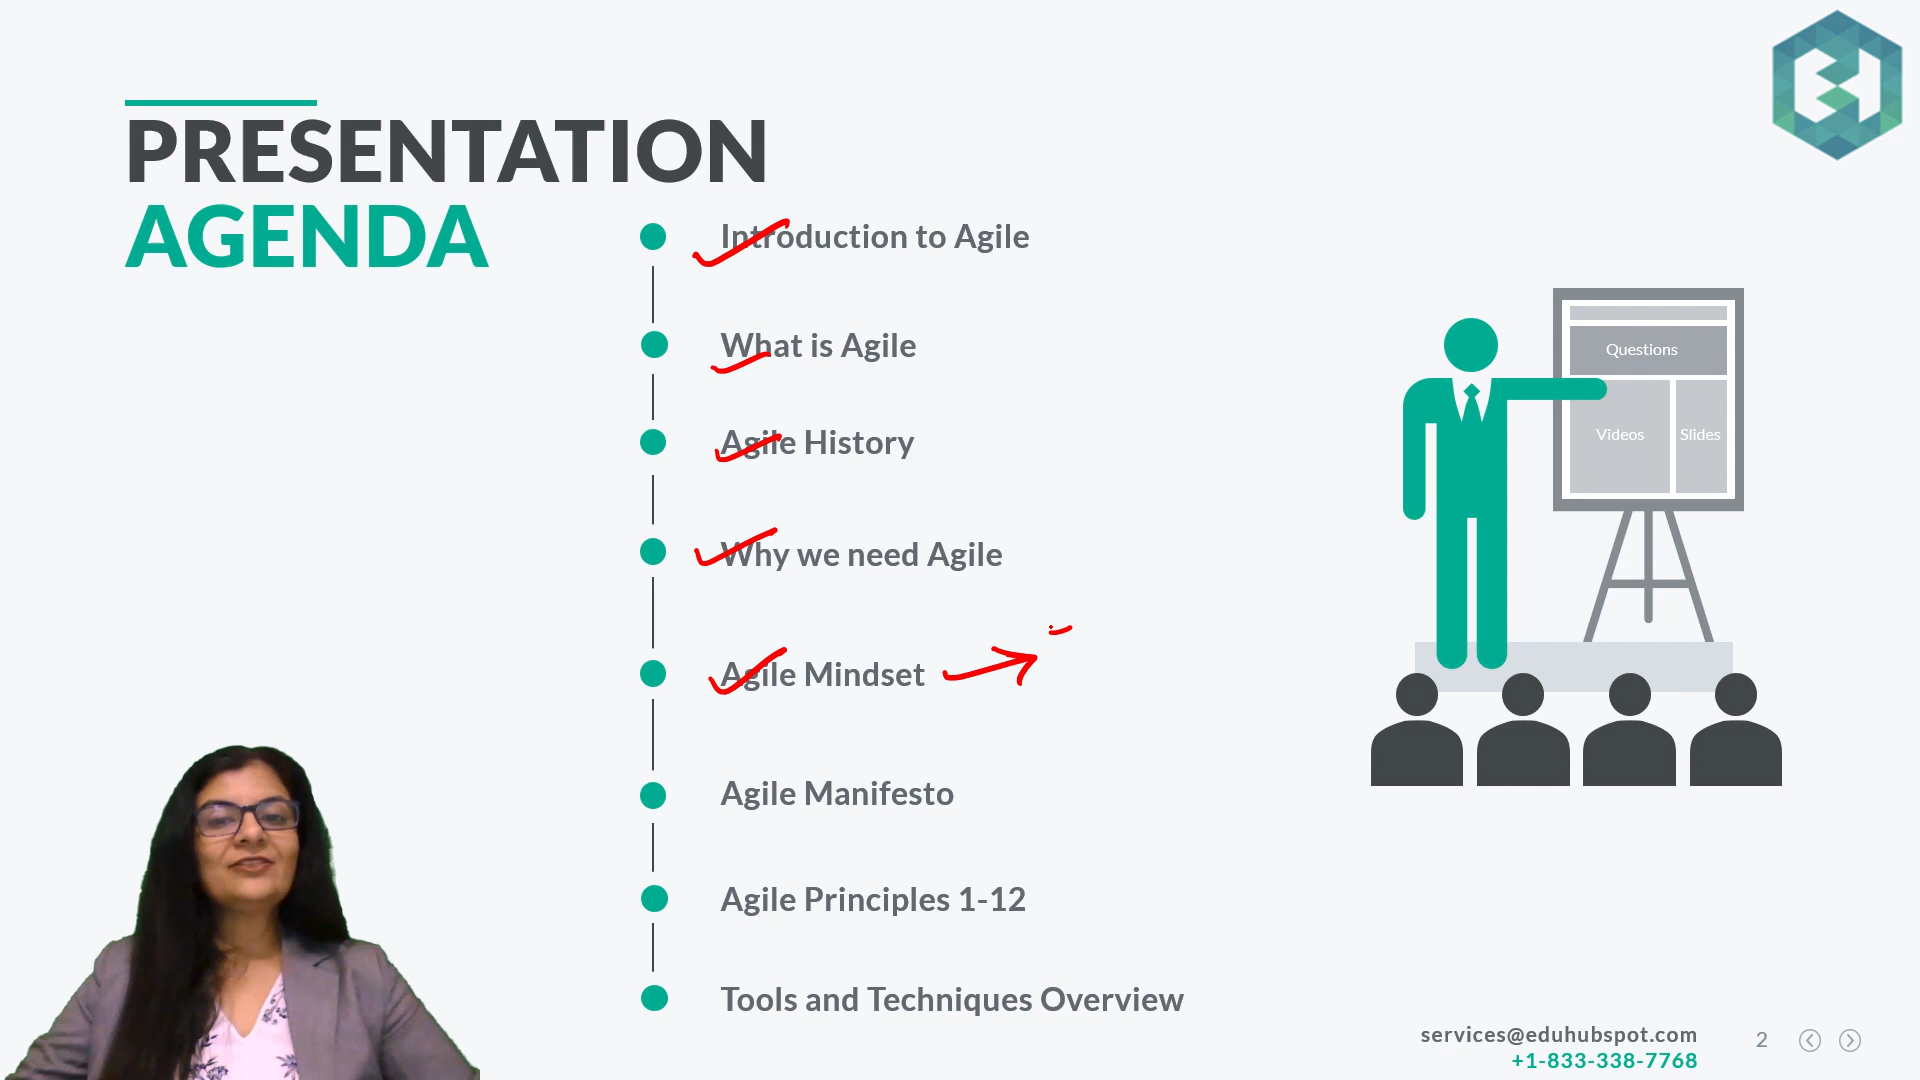 PRESENTATION
AGENDA
Introduction to Agile
What is Agile
Agile History
Why we need Agile
Agile Mindset
Agile Manifesto
Agile Principles 1-12
Tools and Techniques Overview
Questions
Videos
Slides
services@eduhubspot.com
+1-833-338-7768
2